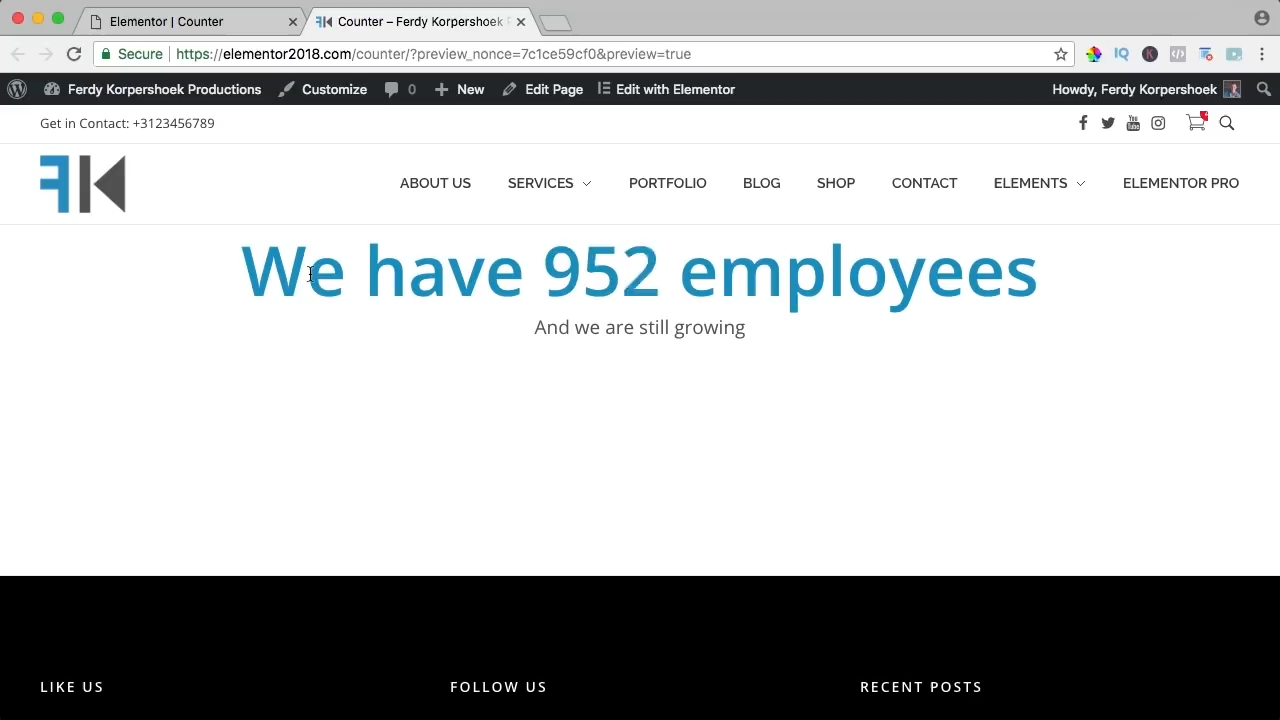 Elementor | Counter
Counter – Ferdy Korpershoek
Secure
https://elementor2018.com/counter/?preview_nonce=7c1ce59cf0&preview=true
Ferdy Korpershoek Productions
Customize
0
New
Edit Page
Edit with Elementor
Howdy, Ferdy Korpershoek
Get in Contact: +3123456789
FK
ABOUT US
SERVICES
PORTFOLIO
BLOG
SHOP
CONTACT
ELEMENTS
ELEMENTOR PRO
We have 952 employees
And we are still growing
LIKE US
FOLLOW US
RECENT POSTS